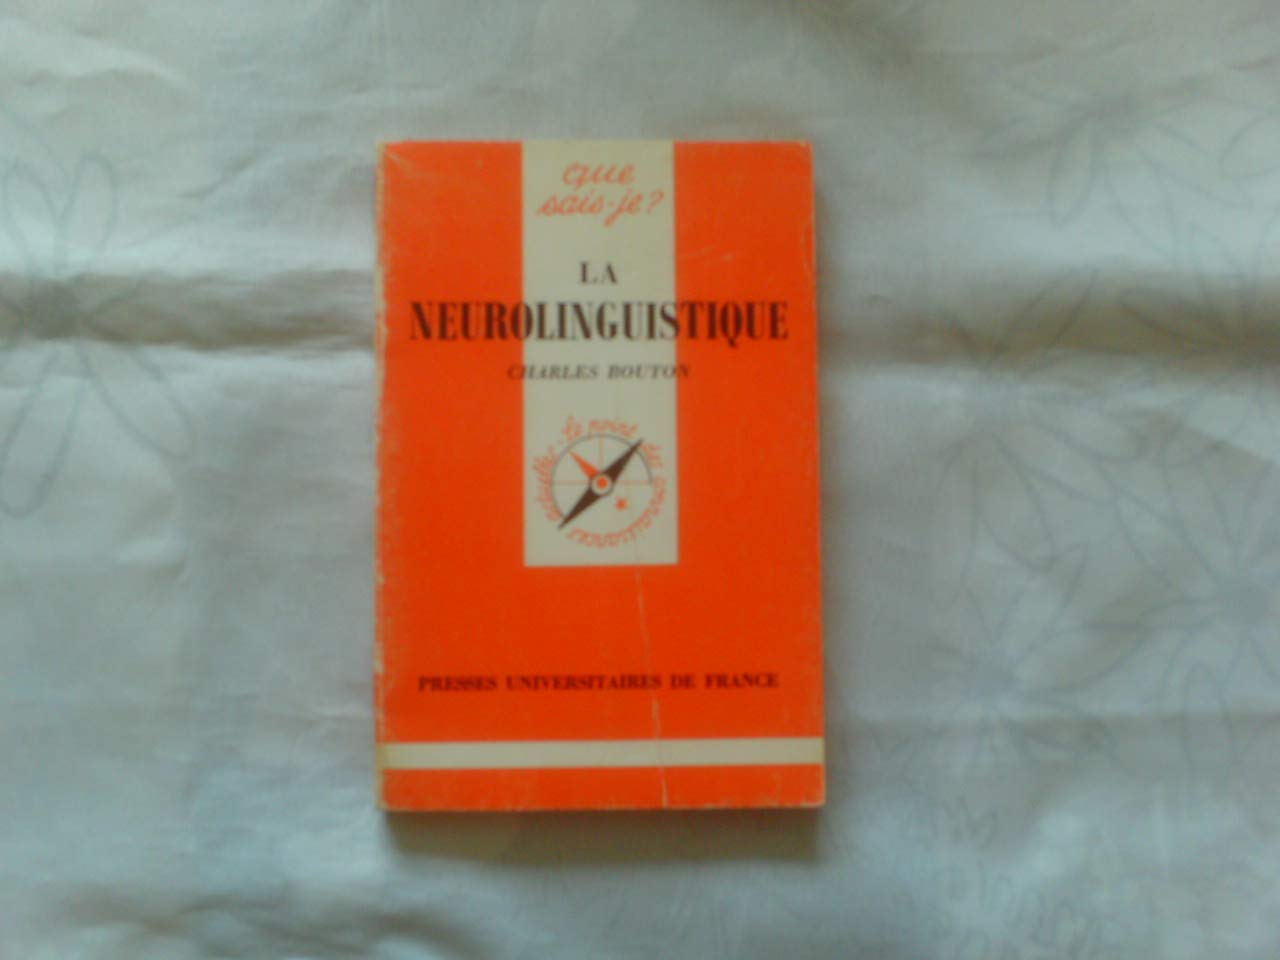 que
sais-je?
LA
NEUROLINGUISTIQUE
CHARLES BOUTON
le point des connaissances actuelles
PRESSES UNIVERSITAIRES DE FRANCE